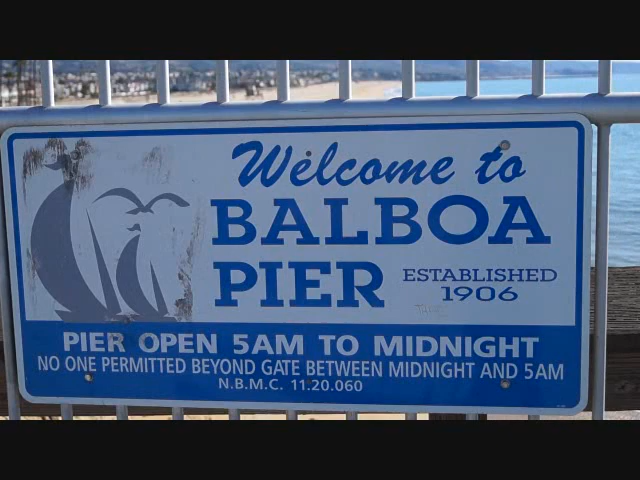 Welcome to
BALBOA
PIER ESTABLISHED
1906
PIER OPEN 5AM TO MIDNIGHT
NO ONE PERMITTED BEYOND GATE BETWEEN MIDNIGHT AND 5AM
N.B.M.C. 11.20.060